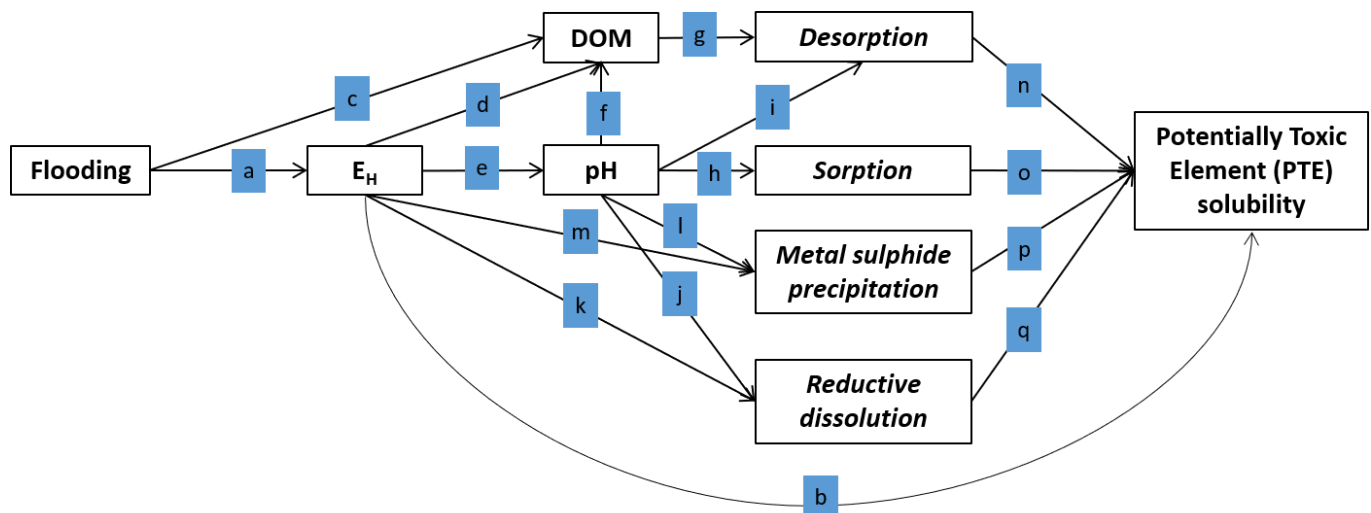 DOM
g
Desorption
c
d
f
i
n
Flooding
a
E_H
e
pH
h
Sorption
o
Potentially Toxic
Element (PTE)
solubility
m
l
Metal sulphide
precipitation
p
k
j
q
Reductive
dissolution
b